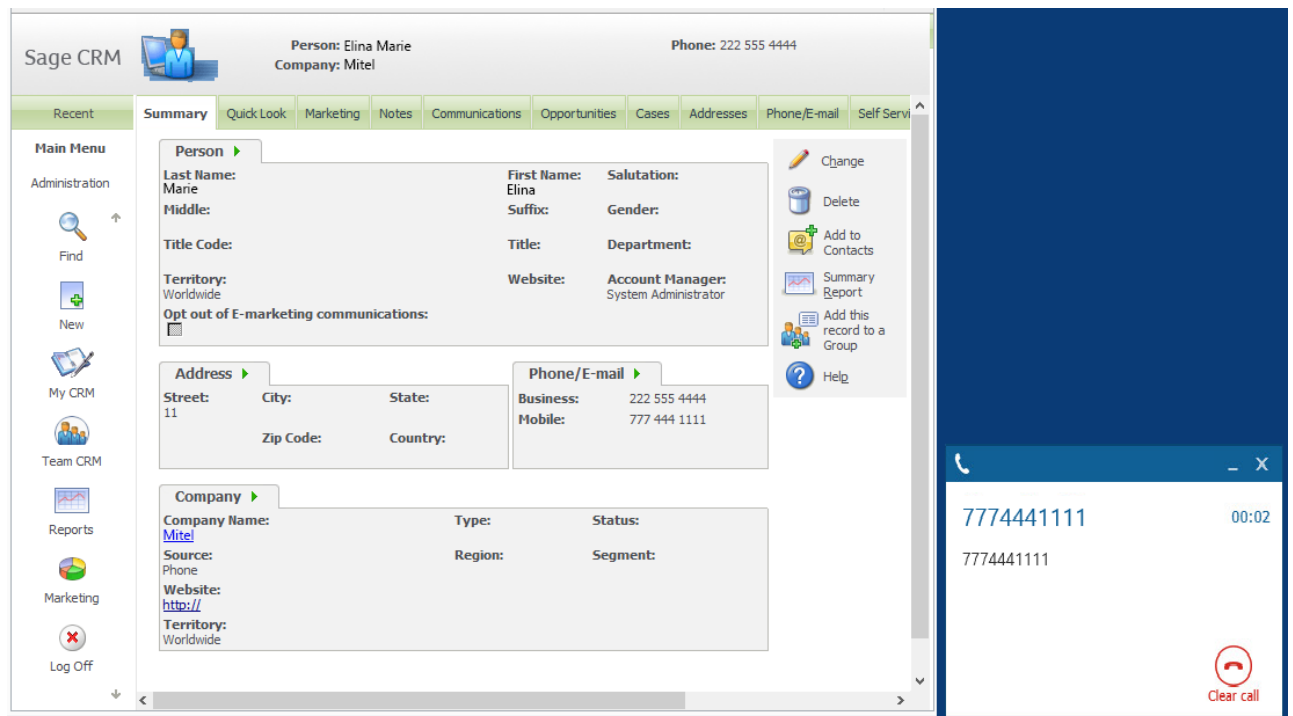 Sage CRM
Person: Elina Marie
Company: Mitel
Phone: 222 555 4444
Recent
Summary Quick Look Marketing Notes Communications Opportunities Cases Addresses Phone/E-mail Self Servi
Main Menu
Administration
Find
New
My CRM
Team CRM
Reports
Marketing
Log Off
Person
Last Name: First Name: Salutation:
Marie Elina
Middle: Suffix: Gender:
Title Code: Title: Department:
Territory: Website: Account Manager:
Worldwide System Administrator
Opt out of E-marketing communications:
Change
Delete
Add to
Contacts
Summary
Report
Add this
record to a
Group
Help
Address
Street: City: State:
11
Zip Code: Country:
Phone/E-mail
Business: 222 555 4444
Mobile: 777 444 1111
Company
Company Name: Type: Status:
Mitel
Source: Region: Segment:
Phone
Website:
http://
Territory:
Worldwide
7774441111 00:02
7774441111
Clear call